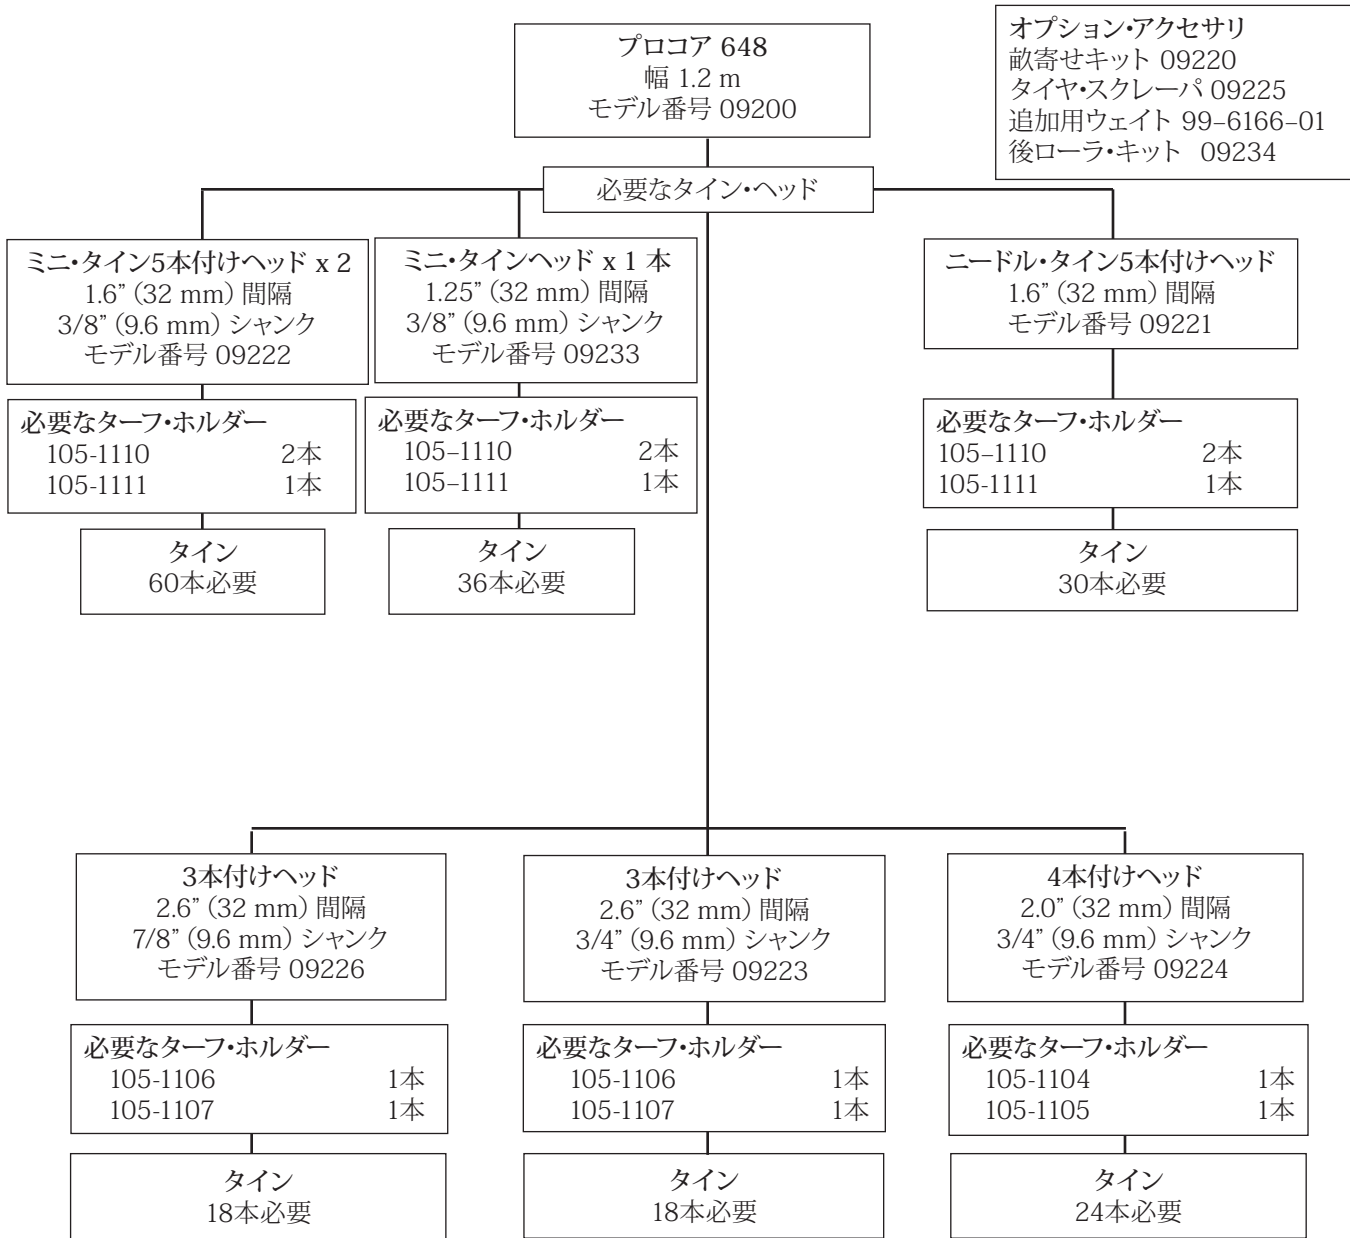 プロコア 648
幅 1.2 m
モデル番号 09200
オプション・アクセサリ
畝寄せキット 09220
タイヤ・スクレーパ 09225
追加用ウェイト 99–6166–01
後ローラ・キット 09234
必要なタイン・ヘッド
ミニ・タイン5本付けヘッド x 2
1.6” (32 mm) 間隔
3/8” (9.6 mm) シャンク
モデル番号 09222
必要なターフ・ホルダー
105-1110 2本
105-1111 1本
タイン
60本必要
ミニ・タインヘッド x 1 本
1.25” (32 mm) 間隔
3/8” (9.6 mm) シャンク
モデル番号 09233
必要なターフ・ホルダー
105–1110 2本
105–1111 1本
タイン
36本必要
ニードル・タイン5本付けヘッド
1.6” (32 mm) 間隔
モデル番号 09221
必要なターフ・ホルダー
105–1110 2本
105-1111 1本
タイン
30本必要
3本付けヘッド
2.6” (32 mm) 間隔
7/8” (9.6 mm) シャンク
モデル番号 09226
必要なターフ・ホルダー
105-1106 1本
105-1107 1本
タイン
18本必要
3本付けヘッド
2.6” (32 mm) 間隔
3/4” (9.6 mm) シャンク
モデル番号 09223
必要なターフ・ホルダー
105-1106 1本
105-1107 1本
タイン
18本必要
4本付けヘッド
2.0” (32 mm) 間隔
3/4” (9.6 mm) シャンク
モデル番号 09224
必要なターフ・ホルダー
105-1104 1本
105-1105 1本
タイン
24本必要